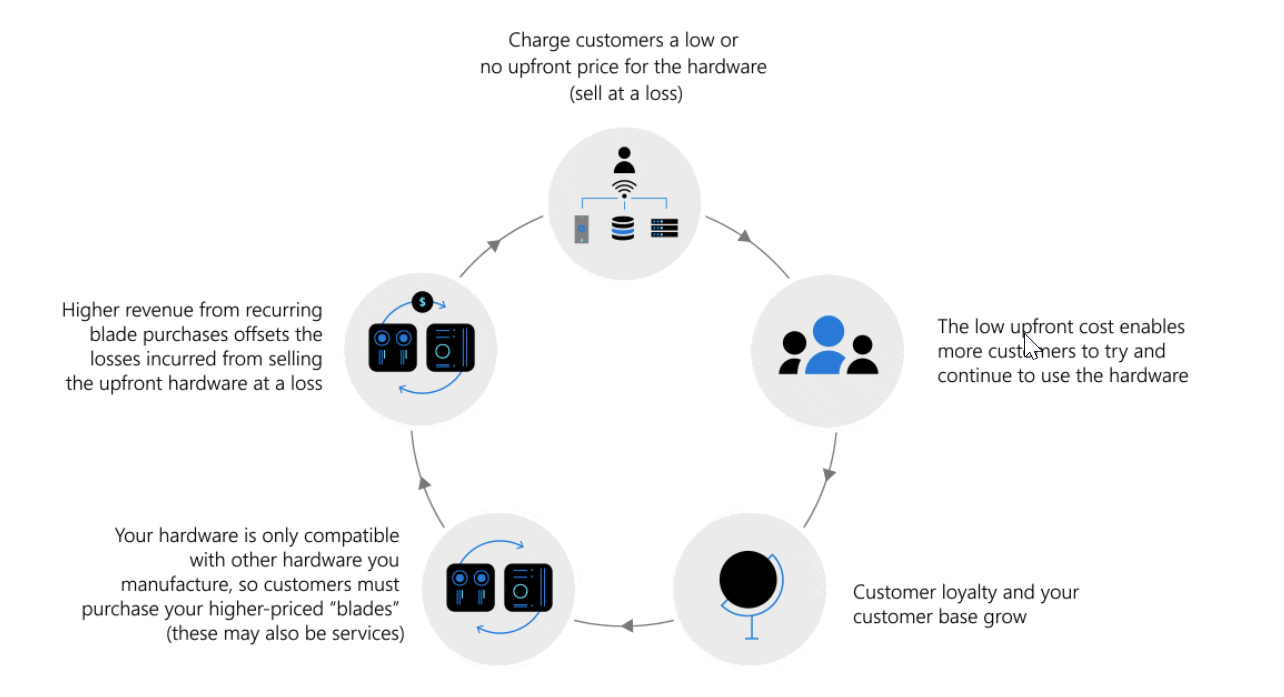 Charge customers a low or
no upfront price for the hardware
(sell at a loss)
The low upfront cost enables
more customers to try and
continue to use the hardware
Customer loyalty and your
customer base grow
Your hardware is only compatible
with other hardware you
manufacture, so customers must
purchase your higher-priced “blades”
(these may also be services)
Higher revenue from recurring
blade purchases offsets the
losses incurred from selling
the upfront hardware at a loss
$